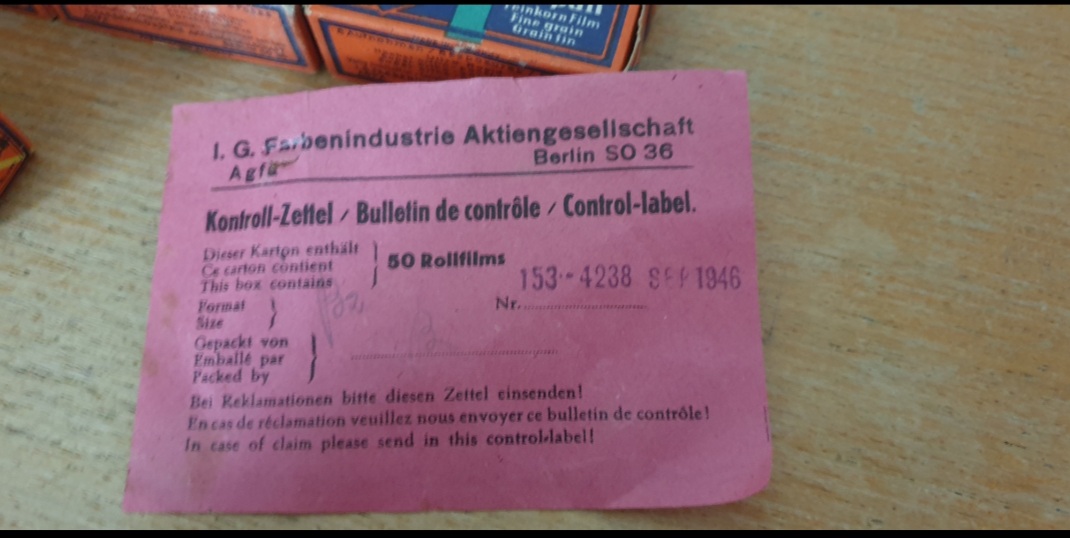 Feinkorn Film
Fine grain
Grain fin
I. G. Farbenindustrie Aktiengesellschaft
Agfa
Berlin SO 36
Kontroll-Zettel / Bulletin de contrôle / Control-label.
Dieser Karton enthält
Ce carton contient
This box contains
50 Rollfilms
153--4238 SEP 1946
Format
Size
Nr.
Gepackt von
Emballé par
Packed by
Bei Reklamationen bitte diesen Zettel einsenden!
En cas de réclamation veuillez nous envoyer ce bulletin de contrôle!
In case of claim please send in this control-label!